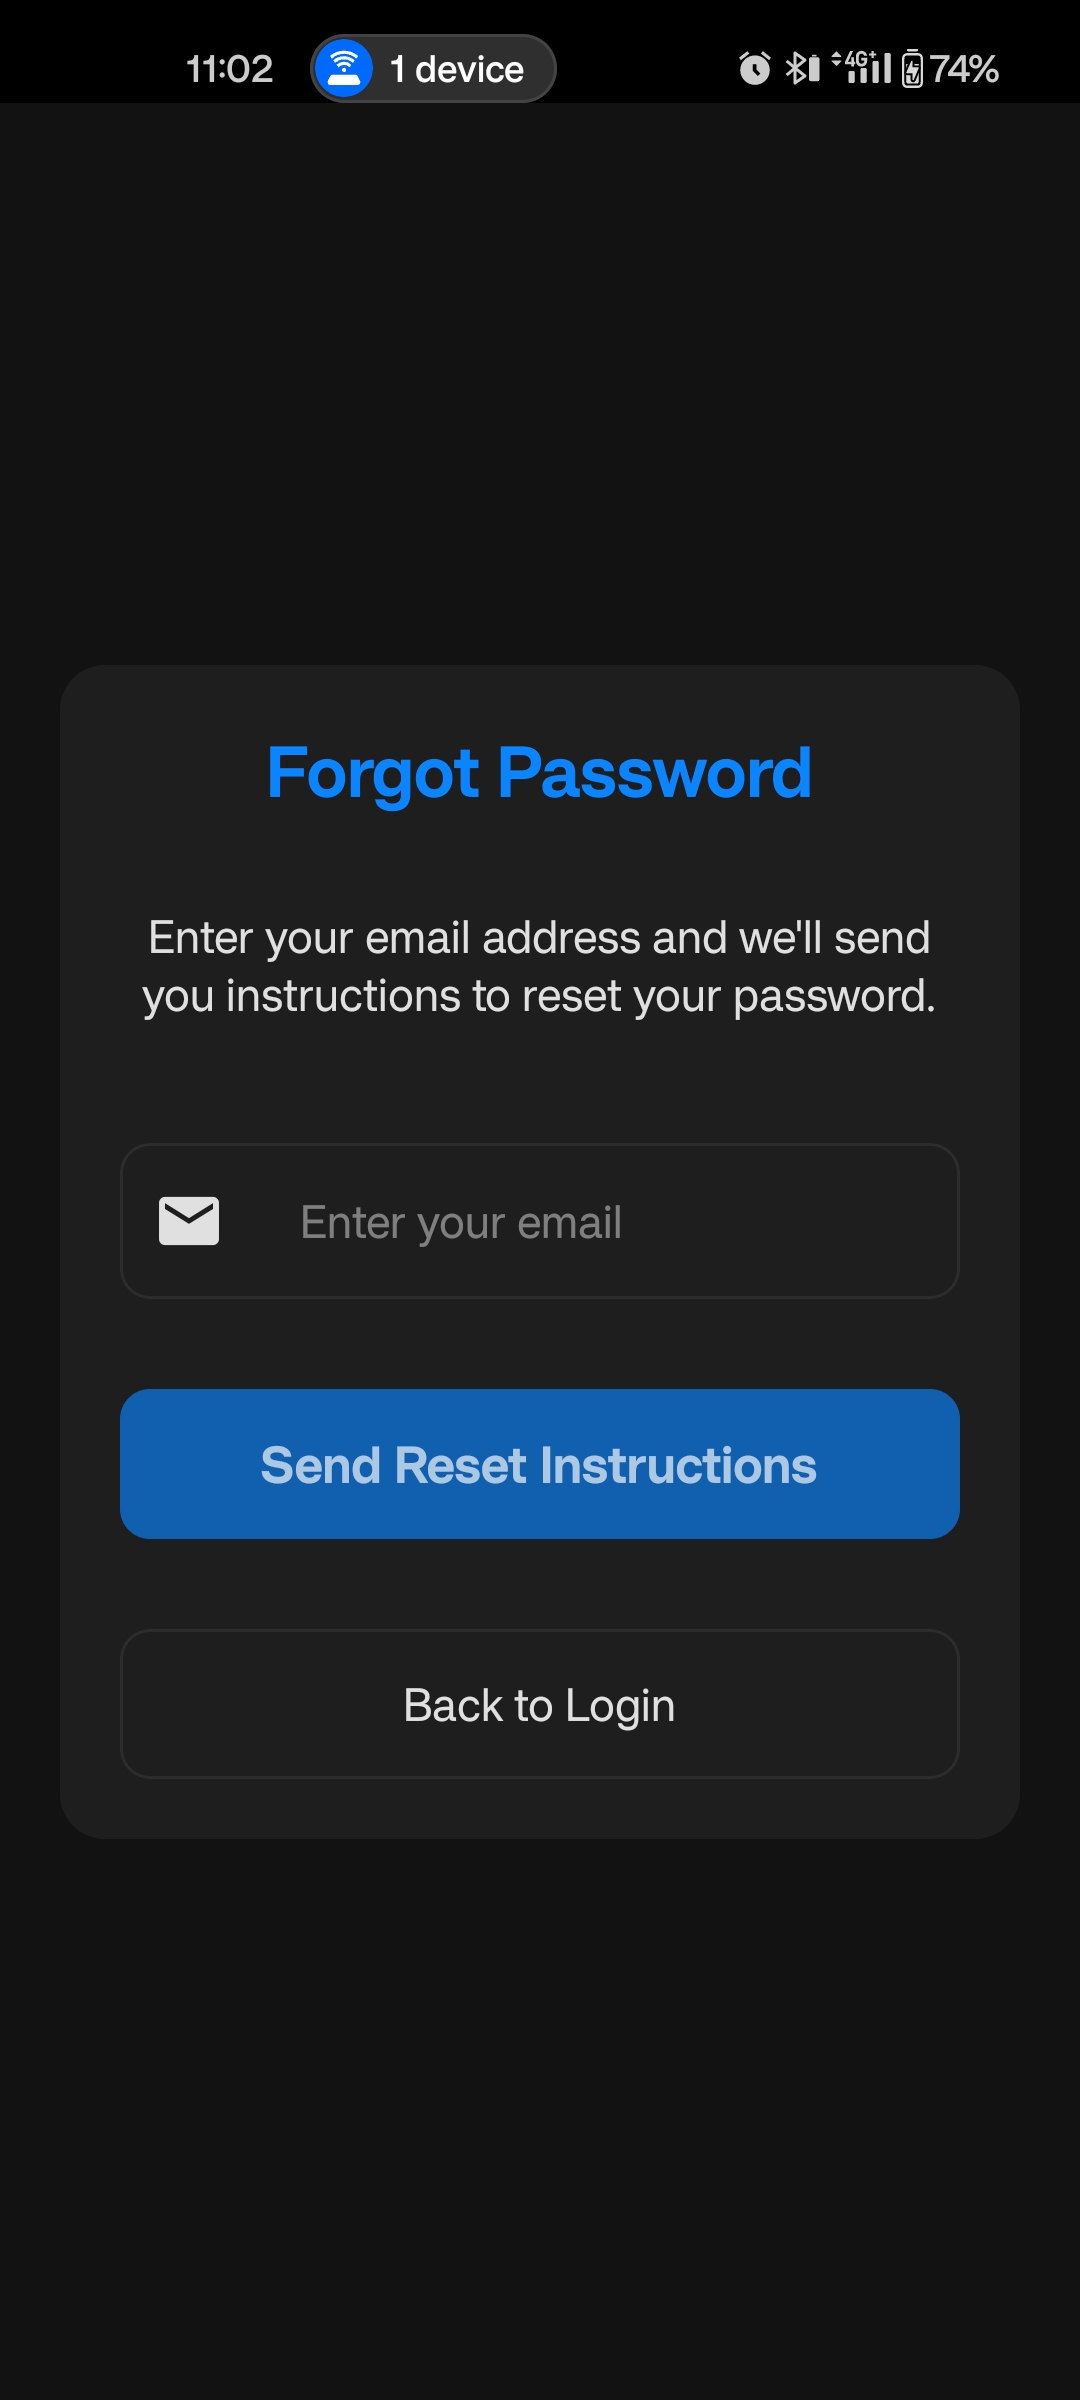 11:02
1 device
4G+
74%
Forgot Password
Enter your email address and we'll send
you instructions to reset your password.
Enter your email
Send Reset Instructions
Back to Login